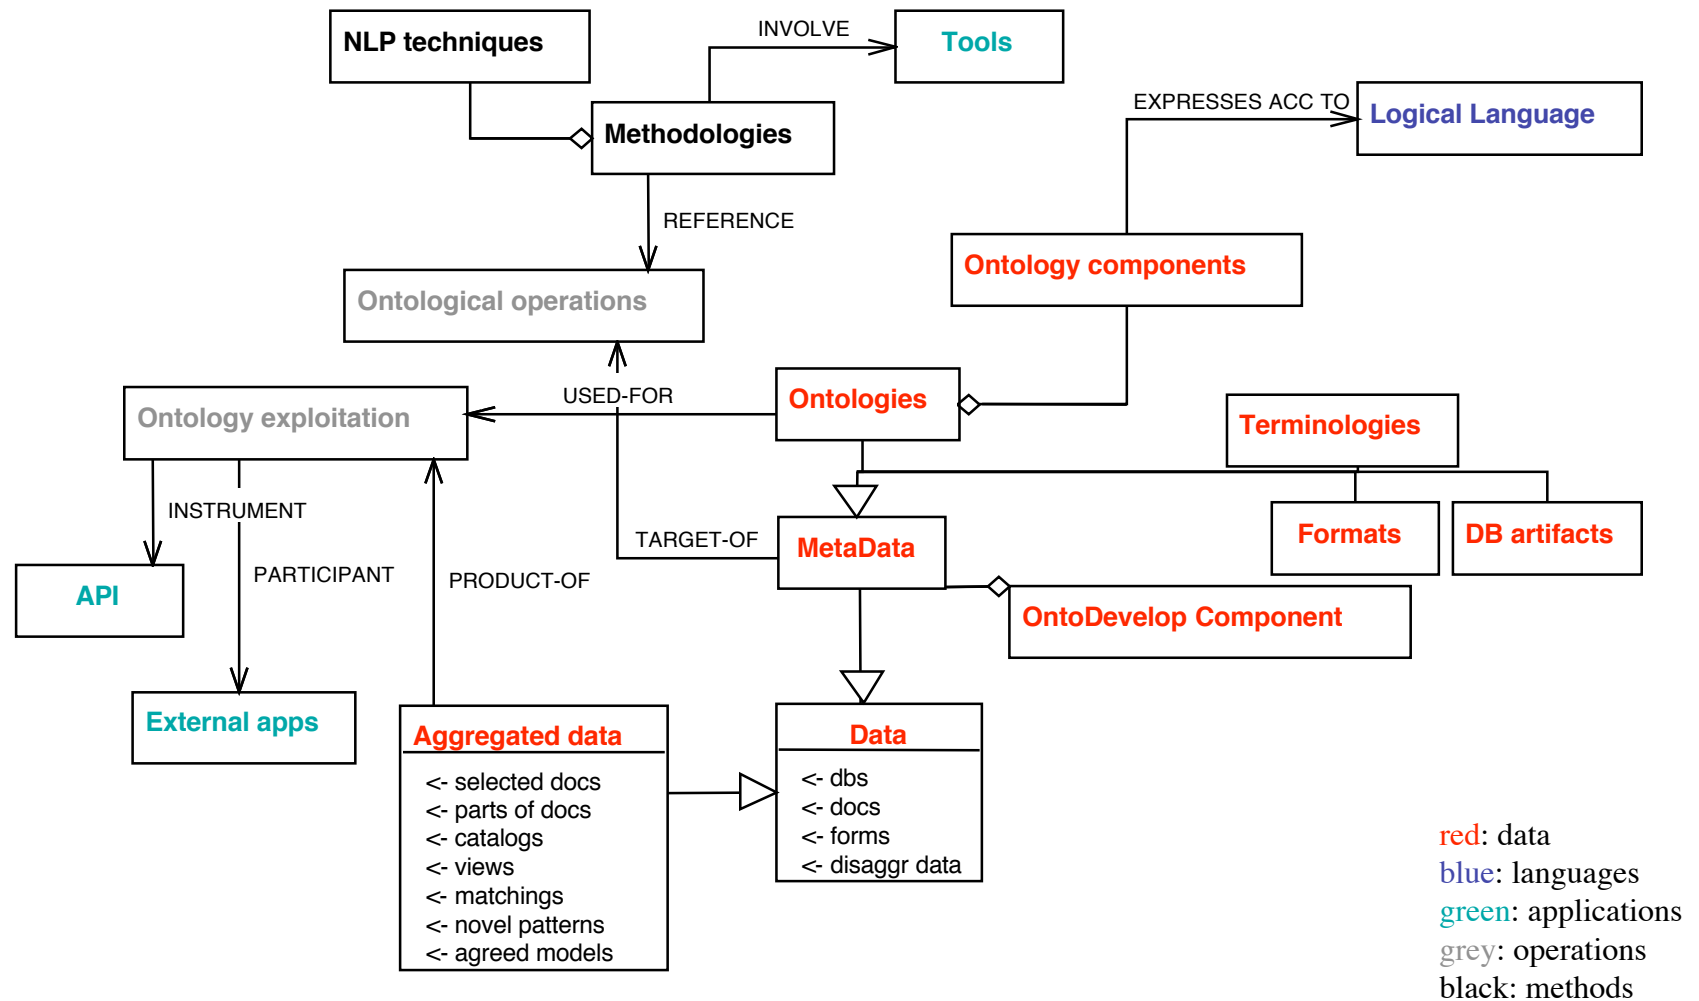 INVOLVE
NLP techniques
Tools
EXPRESSES ACC TO
Logical Language
Methodologies
REFERENCE
Ontology components
Ontological operations
USED-FOR
Ontologies
Ontology exploitation
Terminologies
INSTRUMENT
Formats
DB artifacts
TARGET-OF
MetaData
PARTICIPANT
PRODUCT-OF
API
OntoDevelop Component
External apps
Aggregated data
<- selected docs
<- parts of docs
<- catalogs
<- views
<- matchings
<- novel patterns
<- agreed models
Data
<- dbs
<- docs
<- forms
<- disaggr data
red: data
blue: languages
green: applications
grey: operations
black: methods